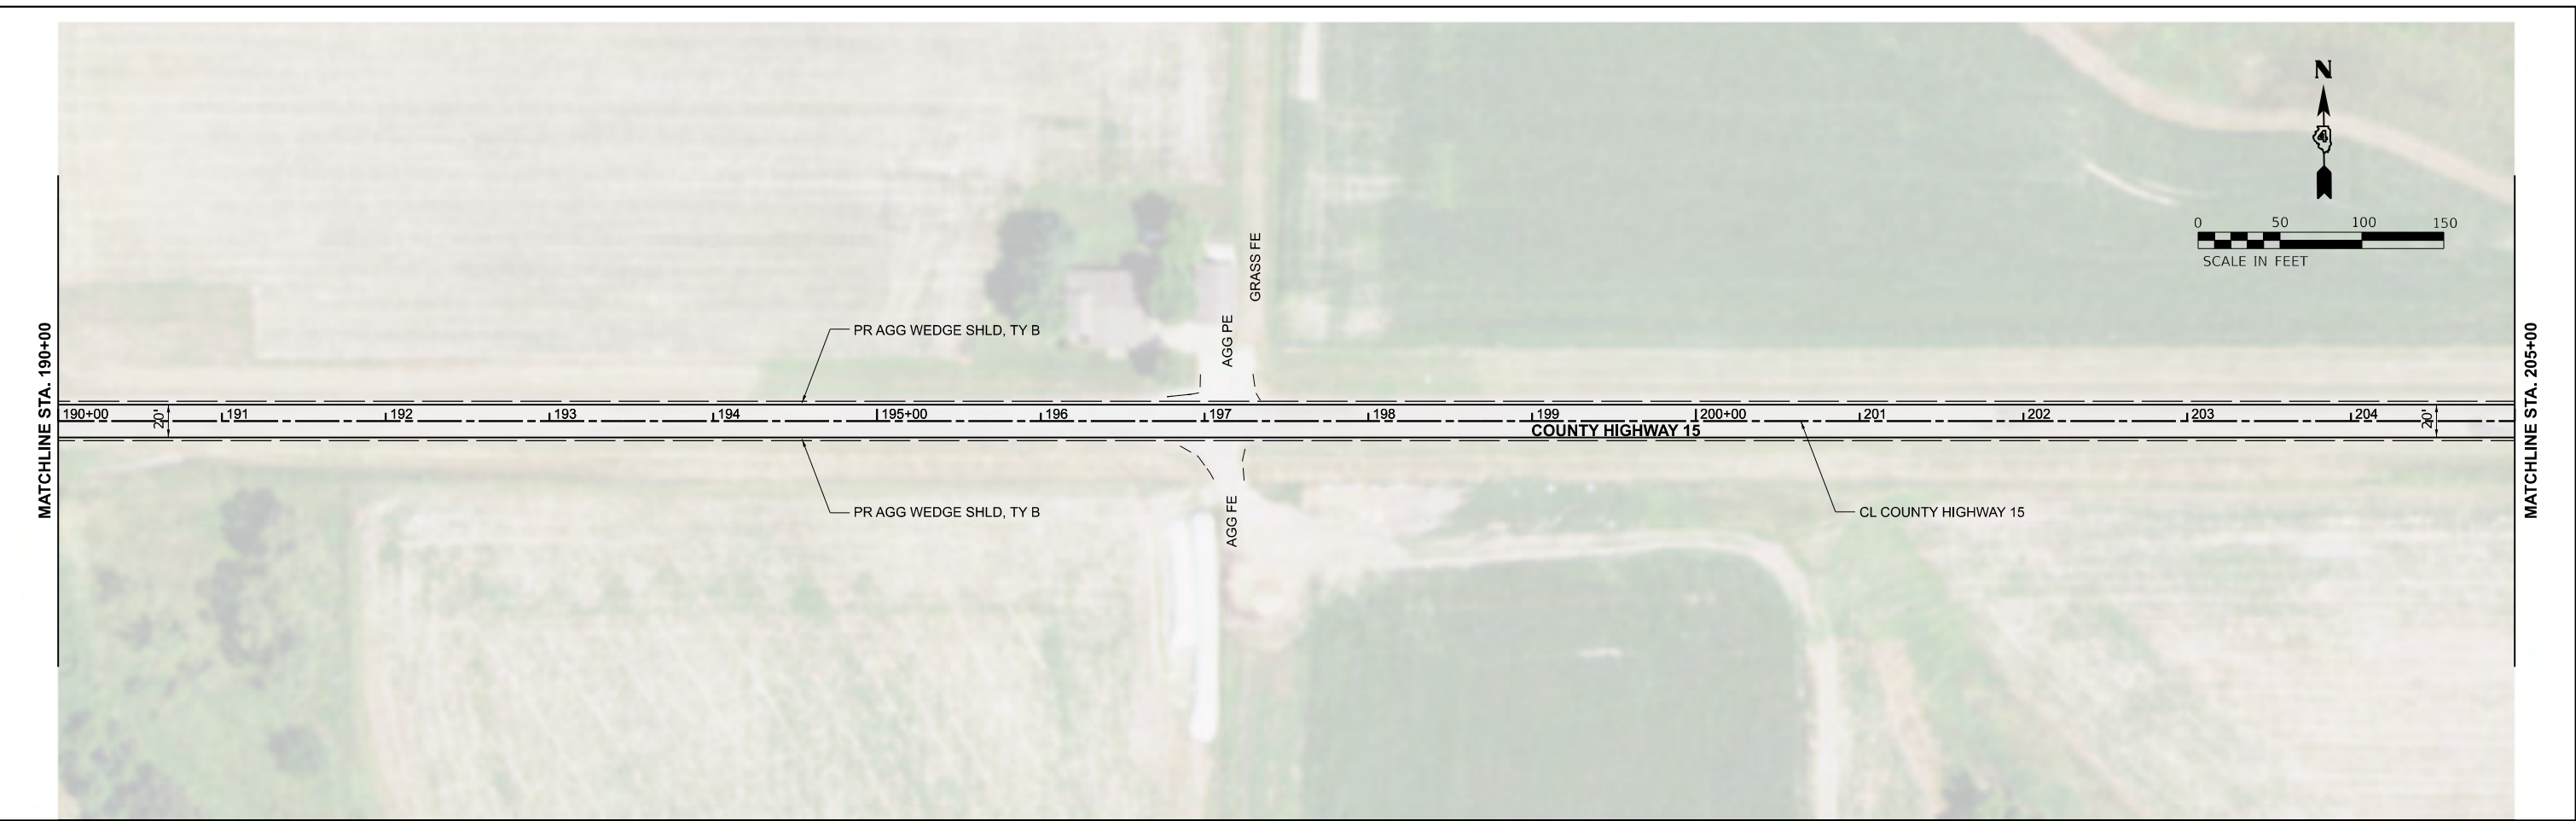 N
4
0 50 100 150
SCALE IN FEET
GRASS FE
AGG PE
PR AGG WEDGE SHLD, TY B
MATCHLINE STA. 190+00
MATCHLINE STA. 205+00
190+00 191 192 193 194 195+00 196 197 198 199 200+00 201 202 203 204
20'
20'
COUNTY HIGHWAY 15
PR AGG WEDGE SHLD, TY B
AGG FE
CL COUNTY HIGHWAY 15